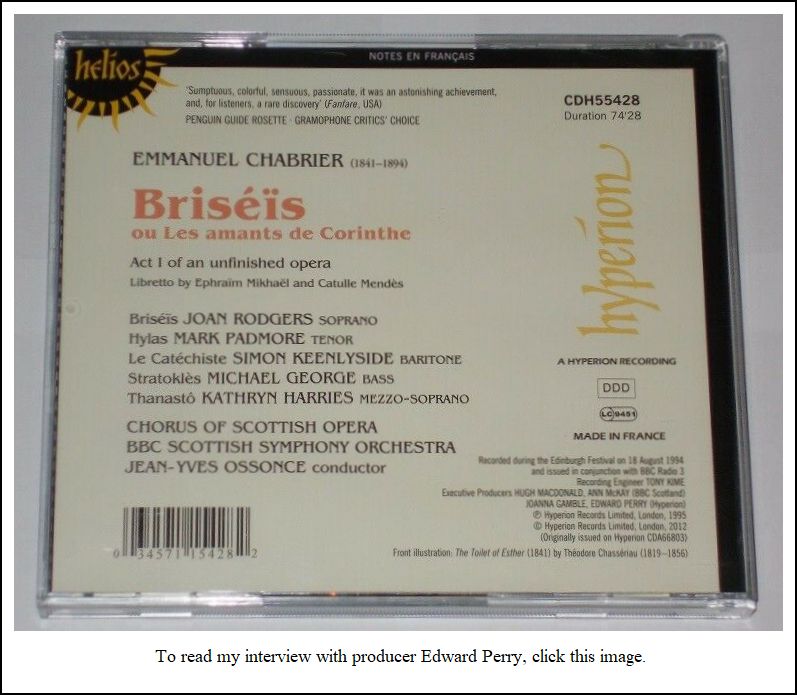 NOTES EN FRANÇAIS
helios
'Sumptuous, colorful, sensuous, passionate, it was an astonishing achievement,
and, for listeners, a rare discovery' (Fanfare, USA)
PENGUIN GUIDE ROSETTE · GRAMOPHONE CRITICS' CHOICE
CDH55428
Duration 74'28
EMMANUEL CHABRIER (1841–1894)
Briséïs
ou Les amants de Corinthe
Act I of an unfinished opera
Libretto by Ephraïm Mikhaël and Catulle Mendès
hyperion
Briséïs JOAN RODGERS SOPRANO
Hylas MARK PADMORE TENOR
Le Catéchiste SIMON KEENLYSIDE BARITONE
Stratoklès MICHAEL GEORGE BASS
Thanastô KATHRYN HARRIES MEZZO-SOPRANO
A HYPERION RECORDING
DDD
LC 9451
MADE IN FRANCE
CHORUS OF SCOTTISH OPERA
BBC SCOTTISH SYMPHONY ORCHESTRA
JEAN-YVES OSSONCE conductor
Recorded during the Edinburgh Festival on 18 August 1994
and issued in conjunction with BBC Radio 3
Recording Engineer TONY KIME
Executive Producers HUGH MACDONALD, ANN McKAY (BBC Scotland)
JOANNA GAMBLE, EDWARD PERRY (Hyperion)
℗ Hyperion Records Limited, London, 1995
© Hyperion Records Limited, London, 2012
(Originally issued on Hyperion CDA66803)
0 34571 15428 2
Front illustration: The Toilet of Esther (1841) by Théodore Chassériau (1819–1856)
To read my interview with producer Edward Perry, click this image.